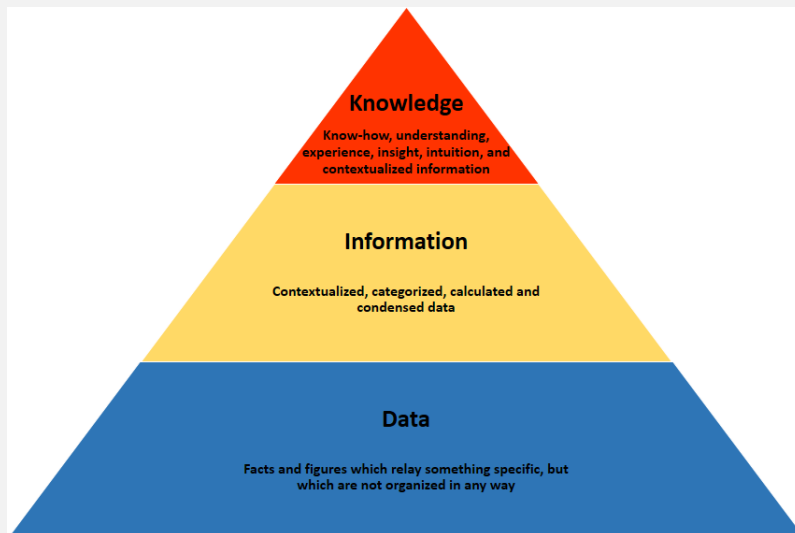 Knowledge
Know-how, understanding,
experience, insight, intuition, and
contextualized information
Information
Contextualized, categorized, calculated and
condensed data
Data
Facts and figures which relay something specific, but
which are not organized in any way